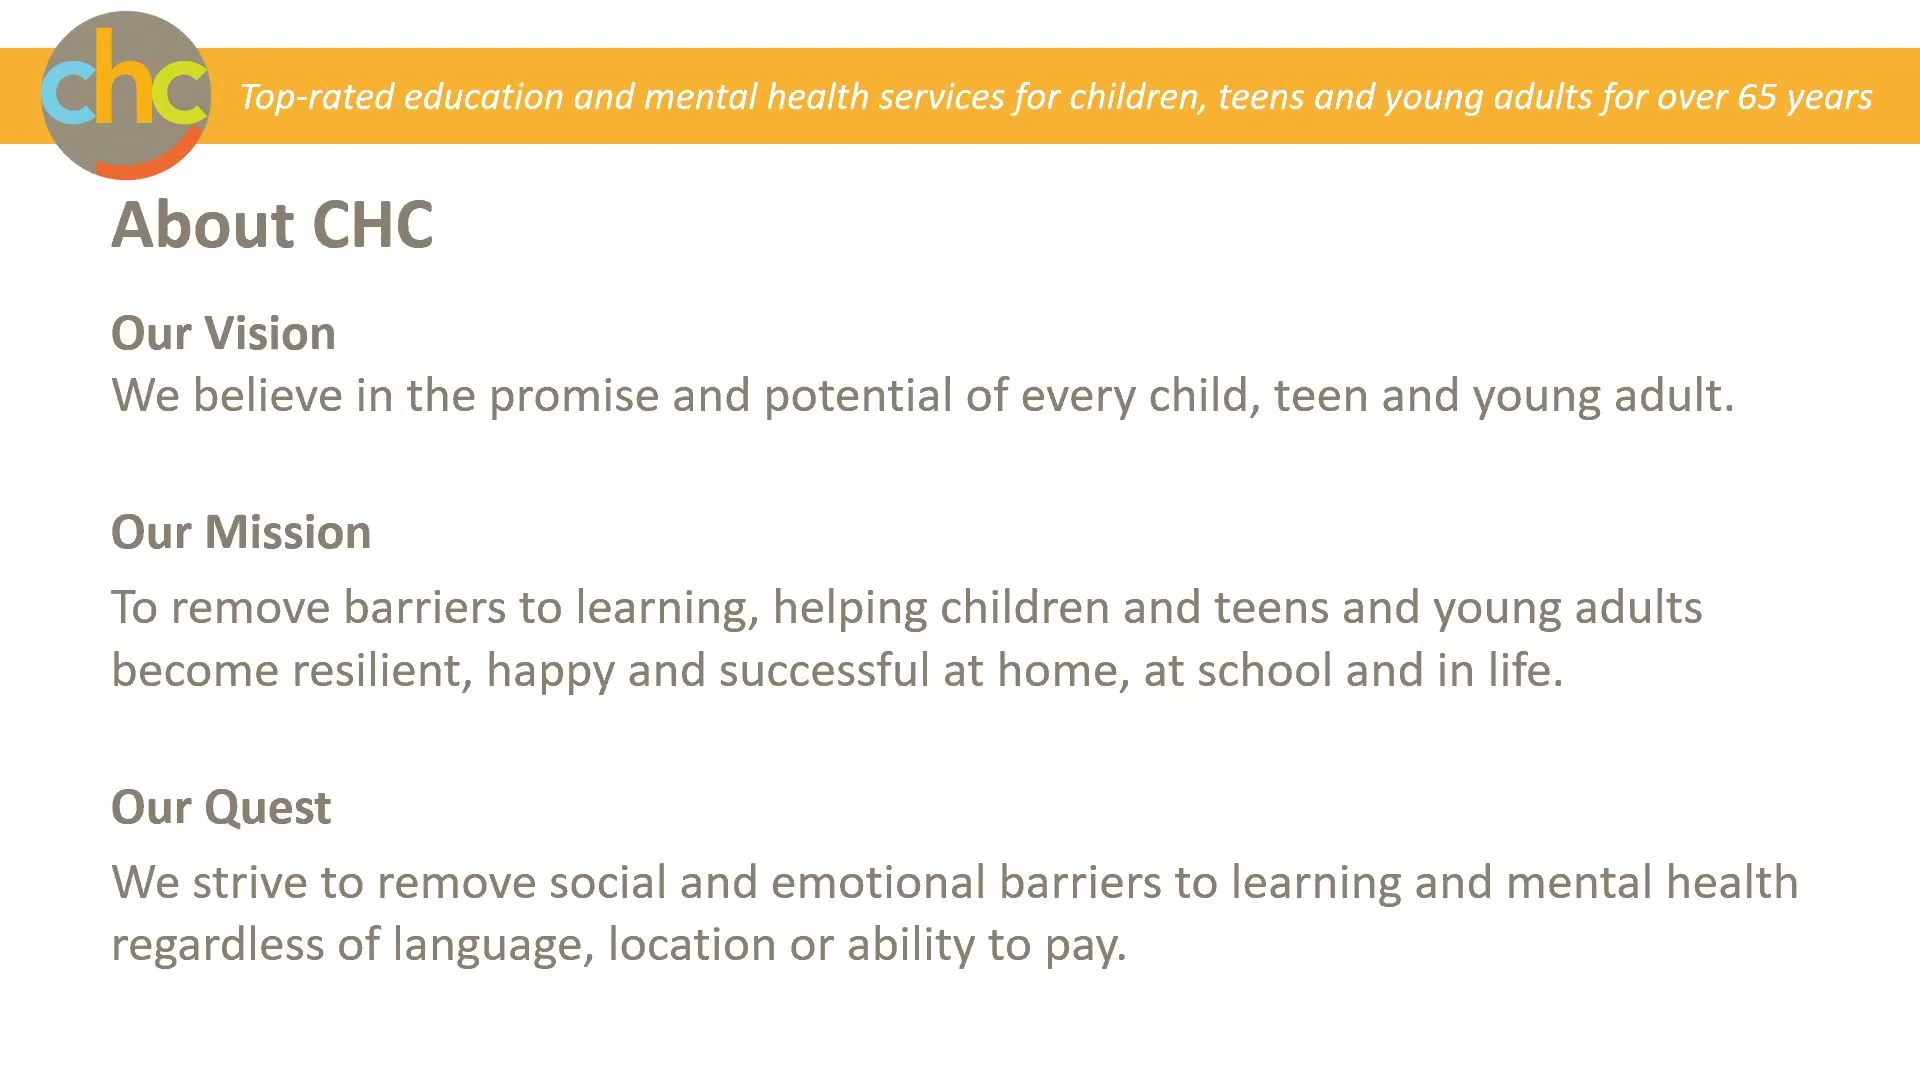 chc
Top-rated education and mental health services for children, teens and young adults for over 65 years
About CHC
Our Vision
We believe in the promise and potential of every child, teen and young adult.
Our Mission
To remove barriers to learning, helping children and teens and young adults
become resilient, happy and successful at home, at school and in life.
Our Quest
We strive to remove social and emotional barriers to learning and mental health
regardless of language, location or ability to pay.